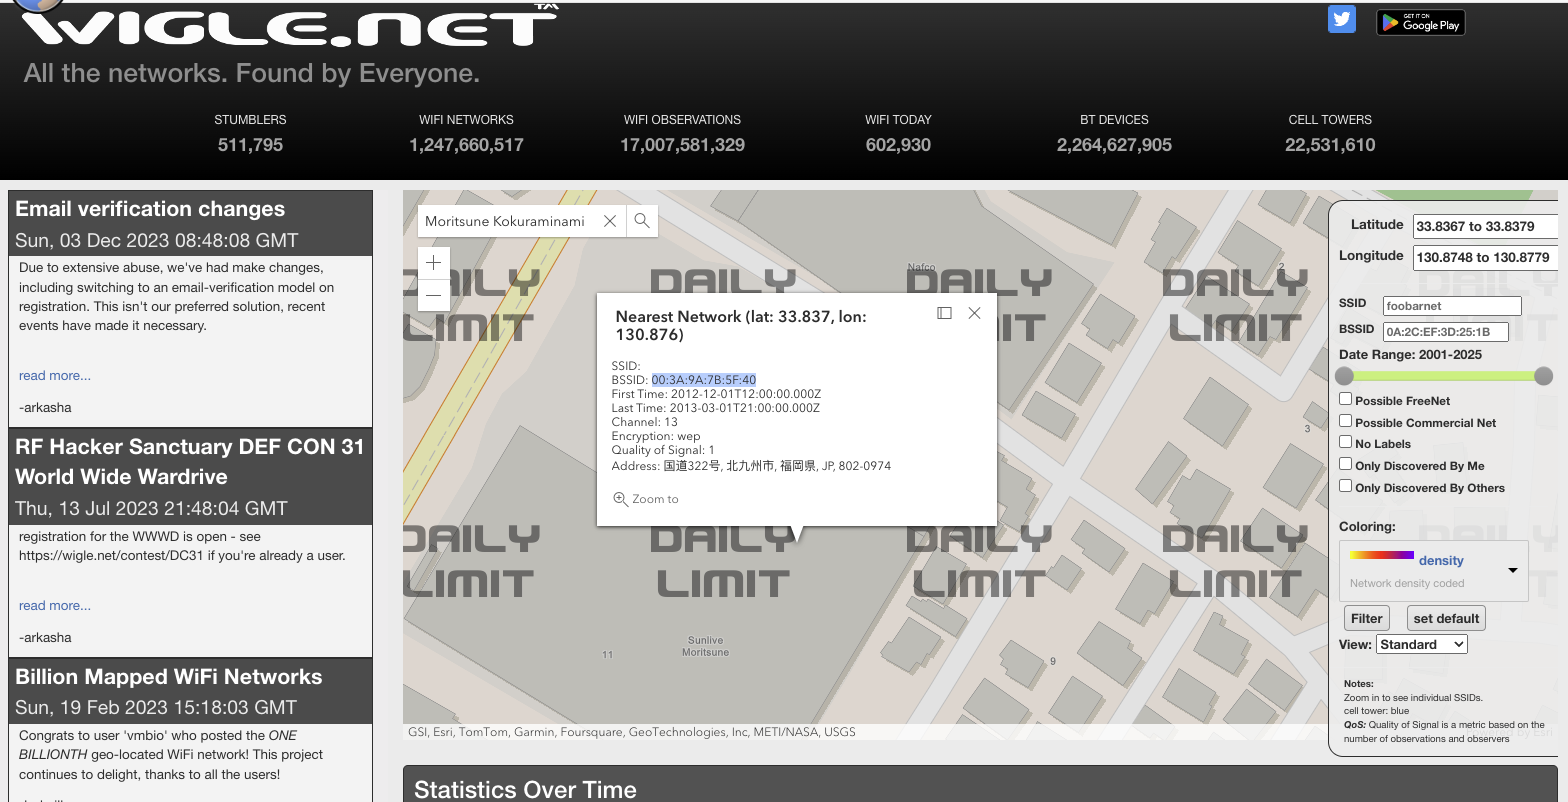 WIGLE.NET™
All the networks. Found by Everyone.
GET IT ON
Google Play
STUMBLERS
511,795
WIFI NETWORKS
1,247,660,517
WIFI OBSERVATIONS
17,007,581,329
WIFI TODAY
602,930
BT DEVICES
2,264,627,905
CELL TOWERS
22,531,610
Email verification changes
Sun, 03 Dec 2023 08:48:08 GMT
Due to extensive abuse, we've had make changes,
including switching to an email-verification model on
registration. This isn't our preferred solution, recent
events have made it necessary.
read more...
-arkasha
RF Hacker Sanctuary DEF CON 31
World Wide Wardrive
Thu, 13 Jul 2023 21:48:04 GMT
registration for the WWWD is open - see
https://wigle.net/contest/DC31 if you're already a user.
read more...
-arkasha
Billion Mapped WiFi Networks
Sun, 19 Feb 2023 15:18:03 GMT
Congrats to user 'vmbio' who posted the ONE
BILLIONTH geo-located WiFi network! This project
continues to delight, thanks to all the users!
Moritsune Kokuraminami
DAILY
LIMIT
DAILY
LIMIT
DAILY
LIMIT
DAILY
LIMIT
Nafco
2
3
Nearest Network (lat: 33.837, lon:
130.876)
SSID:
BSSID: 00:3A:9A:7B:5F:40
First Time: 2012-12-01T12:00:00.000Z
Last Time: 2013-03-01T21:00:00.000Z
Channel: 13
Encryption: wep
Quality of Signal: 1
Address: 国道322号, 北九州市, 福岡県, JP, 802-0974
Zoom to
DAILY
LIMIT
DAILY
LIMIT
DAILY
LIMIT
DAILY
LIMIT
11
Sunlive
Moritsune
9
GSI, Esri, TomTom, Garmin, Foursquare, GeoTechnologies, Inc, METI/NASA, USGS
Latitude 33.8367 to 33.8379
Longitude 130.8748 to 130.8779
SSID foobarnet
BSSID 0A:2C:EF:3D:25:1B
Date Range: 2001-2025
Possible FreeNet
Possible Commercial Net
No Labels
Only Discovered By Me
Only Discovered By Others
Coloring:
density
Network density coded
Filter set default
View: Standard
Notes:
Zoom in to see individual SSIDs.
cell tower: blue
QoS: Quality of Signal is a metric based on the
number of observations and observers
Powered by Esri
Statistics Over Time